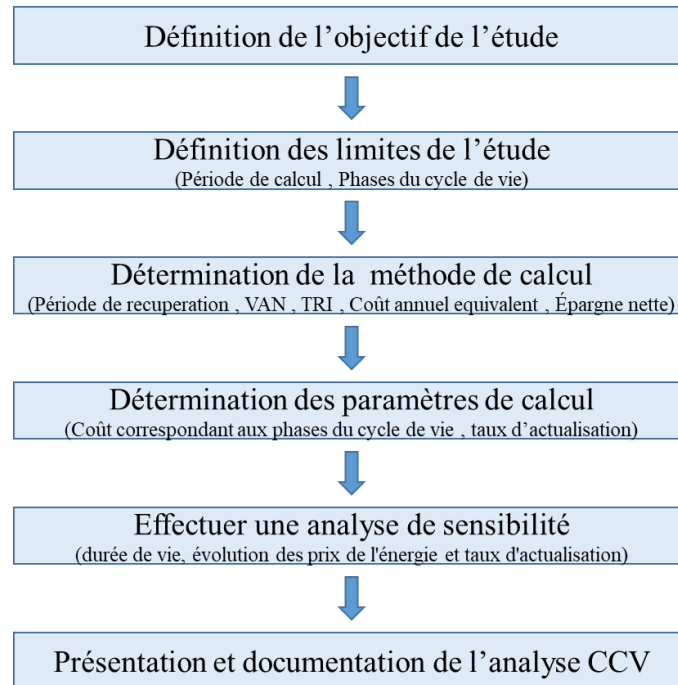 Définition de l’objectif de l’étude
Définition des limites de l’étude
(Période de calcul , Phases du cycle de vie)
Détermination de la méthode de calcul
(Période de recuperation , VAN , TRI , Coût annuel equivalent , Épargne nette)
Détermination des paramètres de calcul
(Coût correspondant aux phases du cycle de vie , taux d’actualisation)
Effectuer une analyse de sensibilité
(durée de vie, évolution des prix de l'énergie et taux d'actualisation)
Présentation et documentation de l’analyse CCV